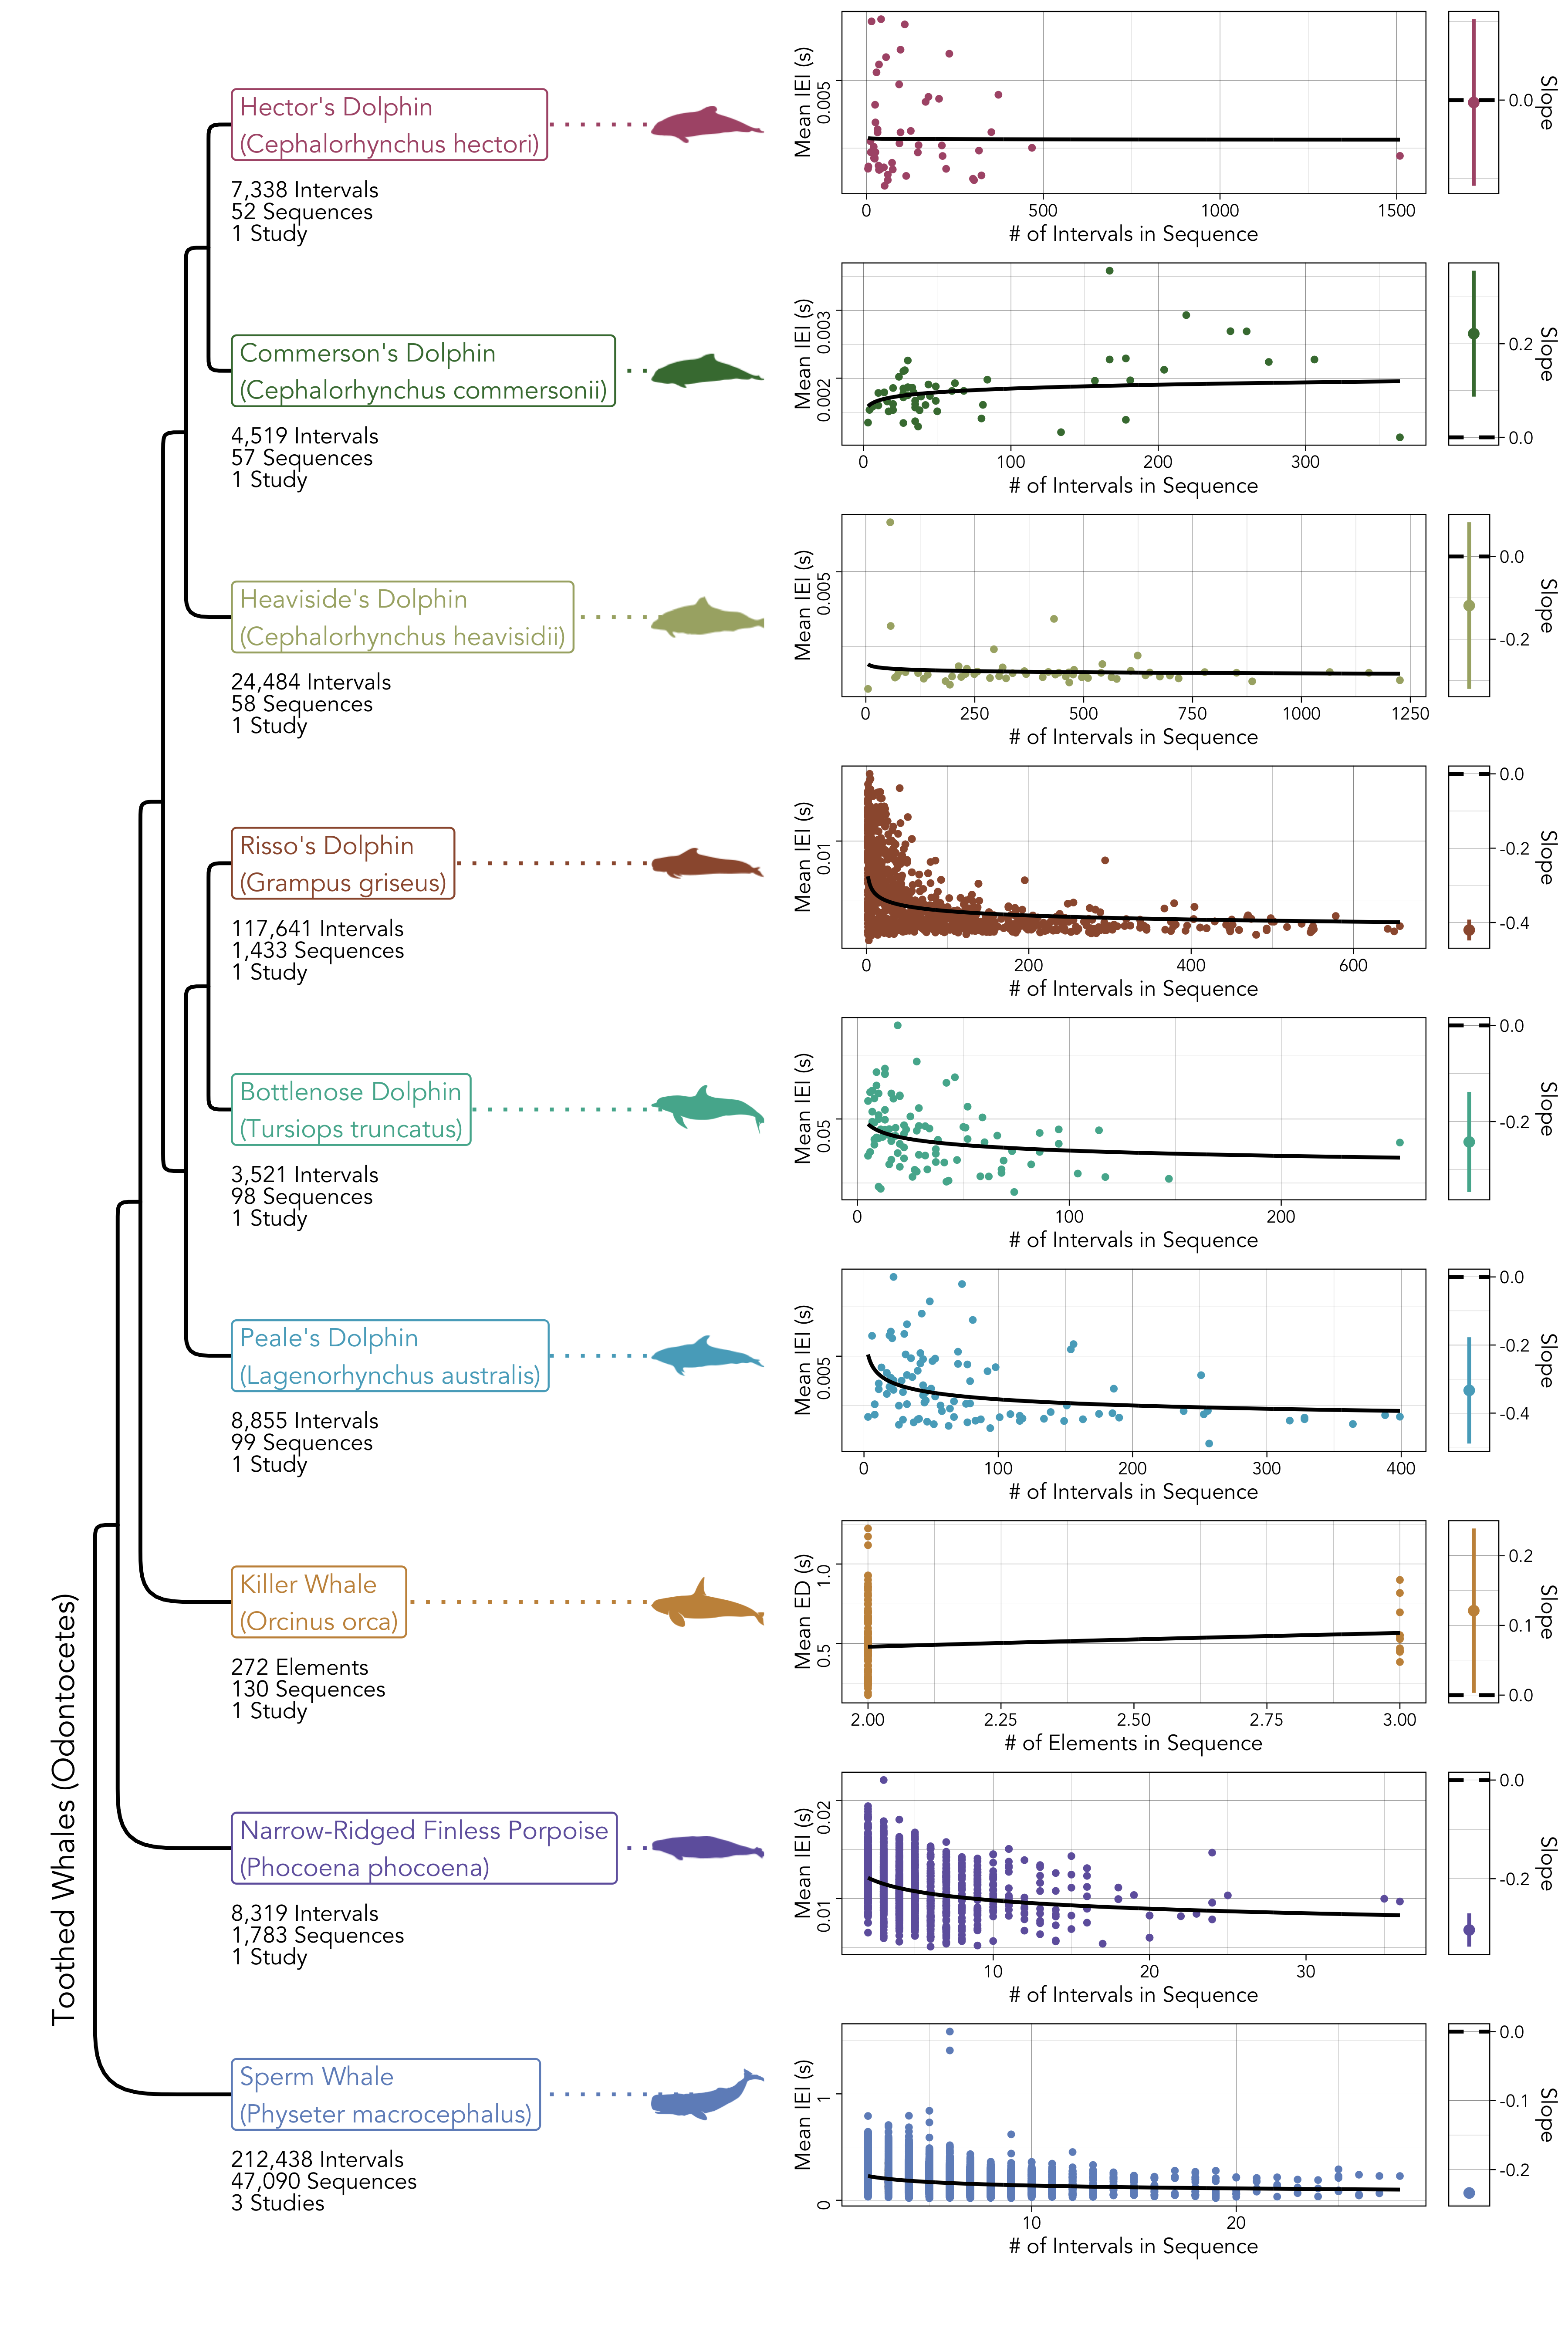 Toothed Whales (Odontocetes)
Hector's Dolphin
(Cephalorhynchus hectori)
7,338 Intervals
52 Sequences
1 Study
Mean IEI (s)
0.005
0
500
1000
1500
# of Intervals in Sequence
0.0
Slope
Commerson's Dolphin
(Cephalorhynchus commersonii)
4,519 Intervals
57 Sequences
1 Study
Mean IEI (s)
0.003
0.002
0
100
200
300
# of Intervals in Sequence
0.2
0.0
Slope
Heaviside's Dolphin
(Cephalorhynchus heavisidii)
24,484 Intervals
58 Sequences
1 Study
Mean IEI (s)
0.005
0
250
500
750
1000
1250
# of Intervals in Sequence
0.0
-0.2
Slope
Risso's Dolphin
(Grampus griseus)
117,641 Intervals
1,433 Sequences
1 Study
Mean IEI (s)
0.01
0
200
400
600
# of Intervals in Sequence
0.0
-0.2
-0.4
Slope
Bottlenose Dolphin
(Tursiops truncatus)
3,521 Intervals
98 Sequences
1 Study
Mean IEI (s)
0.05
0
100
200
# of Intervals in Sequence
0.0
-0.2
Slope
Peale's Dolphin
(Lagenorhynchus australis)
8,855 Intervals
99 Sequences
1 Study
Mean IEI (s)
0.005
0
100
200
300
400
# of Intervals in Sequence
0.0
-0.2
-0.4
Slope
Killer Whale
(Orcinus orca)
272 Elements
130 Sequences
1 Study
Mean ED (s)
1.0
0.5
2.00
2.25
2.50
2.75
3.00
# of Elements in Sequence
0.2
0.1
0.0
Slope
Narrow-Ridged Finless Porpoise
(Phocoena phocoena)
8,319 Intervals
1,783 Sequences
1 Study
Mean IEI (s)
0.02
0.01
10
20
30
# of Intervals in Sequence
0.0
-0.2
Slope
Sperm Whale
(Physeter macrocephalus)
212,438 Intervals
47,090 Sequences
3 Studies
Mean IEI (s)
1
0
10
20
# of Intervals in Sequence
0.0
-0.1
-0.2
Slope